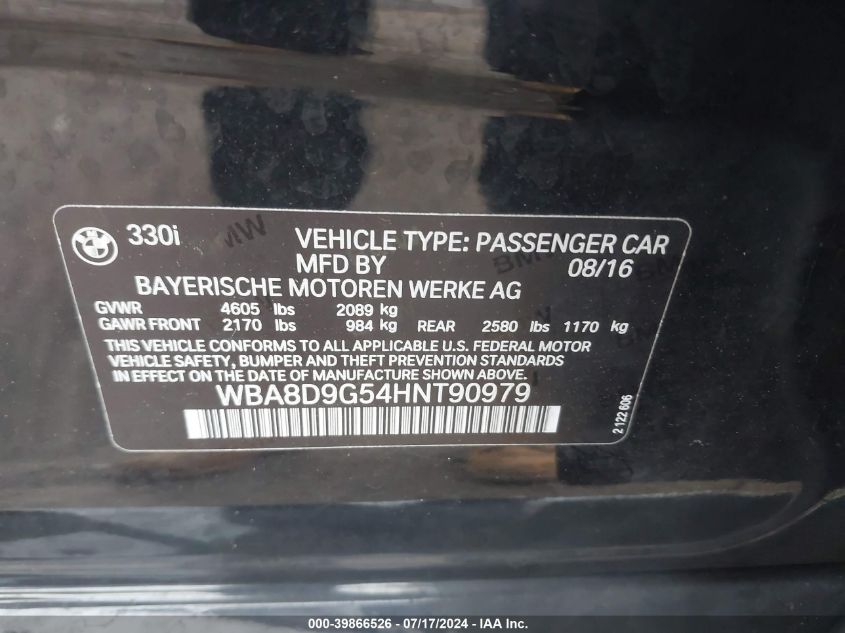 330i VEHICLE TYPE: PASSENGER CAR
MFD BY 08/16
BAYERISCHE MOTOREN WERKE AG
GVWR 4605 lbs 2089 kg
GAWR FRONT 2170 lbs 984 kg REAR 2580 lbs 1170 kg
THIS VEHICLE CONFORMS TO ALL APPLICABLE U.S. FEDERAL MOTOR
VEHICLE SAFETY, BUMPER AND THEFT PREVENTION STANDARDS
IN EFFECT ON THE DATE OF MANUFACTURE SHOWN ABOVE.
WBA8D9G54HNT90979
2 122 606
000-39866526 - 07/17/2024 - IAA Inc.